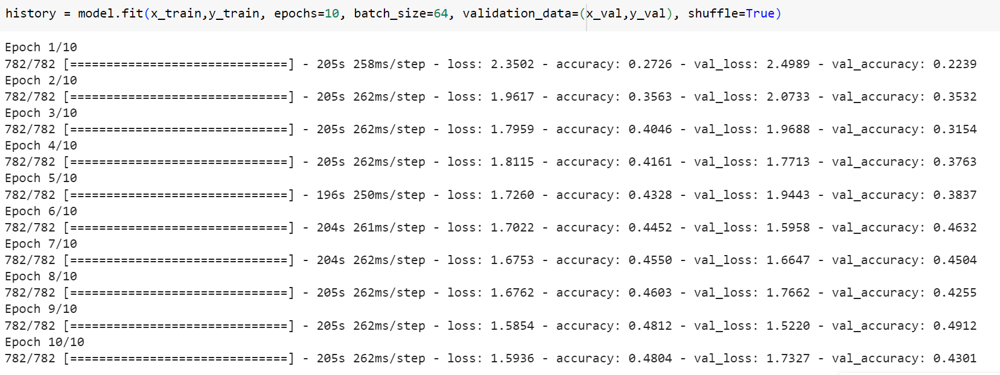 history = model.fit(x_train,y_train, epochs=10, batch_size=64, validation_data=(x_val,y_val), shuffle=True)
Epoch 1/10
782/782 [==============================] - 205s 258ms/step - loss: 2.3502 - accuracy: 0.2726 - val_loss: 2.4989 - val_accuracy: 0.2239
Epoch 2/10
782/782 [==============================] - 205s 262ms/step - loss: 1.9617 - accuracy: 0.3563 - val_loss: 2.0733 - val_accuracy: 0.3532
Epoch 3/10
782/782 [==============================] - 205s 262ms/step - loss: 1.7959 - accuracy: 0.4046 - val_loss: 1.9688 - val_accuracy: 0.3154
Epoch 4/10
782/782 [==============================] - 205s 262ms/step - loss: 1.8115 - accuracy: 0.4161 - val_loss: 1.7713 - val_accuracy: 0.3763
Epoch 5/10
782/782 [==============================] - 196s 250ms/step - loss: 1.7260 - accuracy: 0.4328 - val_loss: 1.9443 - val_accuracy: 0.3837
Epoch 6/10
782/782 [==============================] - 204s 261ms/step - loss: 1.7022 - accuracy: 0.4452 - val_loss: 1.5958 - val_accuracy: 0.4632
Epoch 7/10
782/782 [==============================] - 204s 262ms/step - loss: 1.6753 - accuracy: 0.4550 - val_loss: 1.6647 - val_accuracy: 0.4504
Epoch 8/10
782/782 [==============================] - 205s 262ms/step - loss: 1.6762 - accuracy: 0.4603 - val_loss: 1.7662 - val_accuracy: 0.4255
Epoch 9/10
782/782 [==============================] - 205s 262ms/step - loss: 1.5854 - accuracy: 0.4812 - val_loss: 1.5220 - val_accuracy: 0.4912
Epoch 10/10
782/782 [==============================] - 205s 262ms/step - loss: 1.5936 - accuracy: 0.4804 - val_loss: 1.7327 - val_accuracy: 0.4301